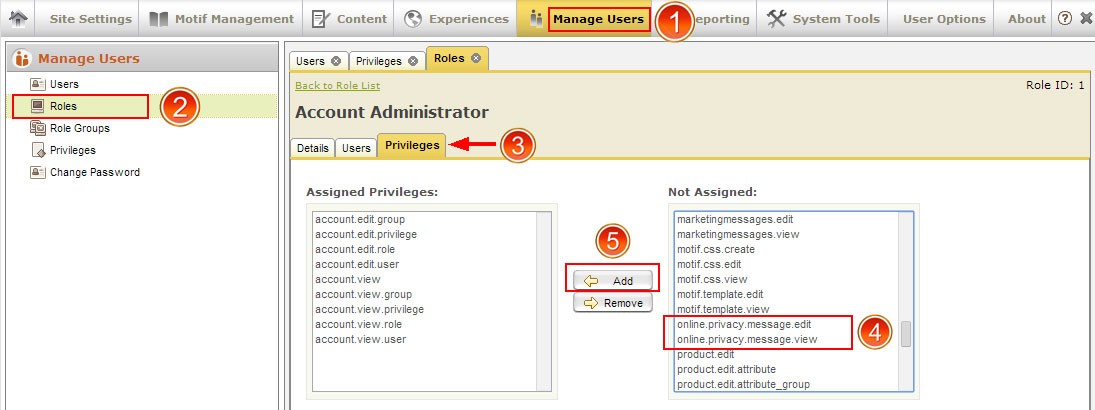 Site Settings Motif Management Content Experiences Manage Users 1 eporting System Tools User Options About ?
Manage Users
Users
Roles 2
Role Groups
Privileges
Change Password
Users Privileges Roles
Back to Role List Role ID: 1
Account Administrator
Details Users Privileges 3
Assigned Privileges: Not Assigned:
account.edit.group
account.edit.privilege
account.edit.role
account.edit.user
account.view
account.view.group
account.view.privilege
account.view.role
account.view.user
5
Add
Remove
marketingmessages.edit
marketingmessages.view
motif.css.create
motif.css.edit
motif.css.view
motif.template.edit
motif.template.view
online.privacy.message.edit
online.privacy.message.view
4
product.edit
product.edit.attribute
product.edit.attribute_group